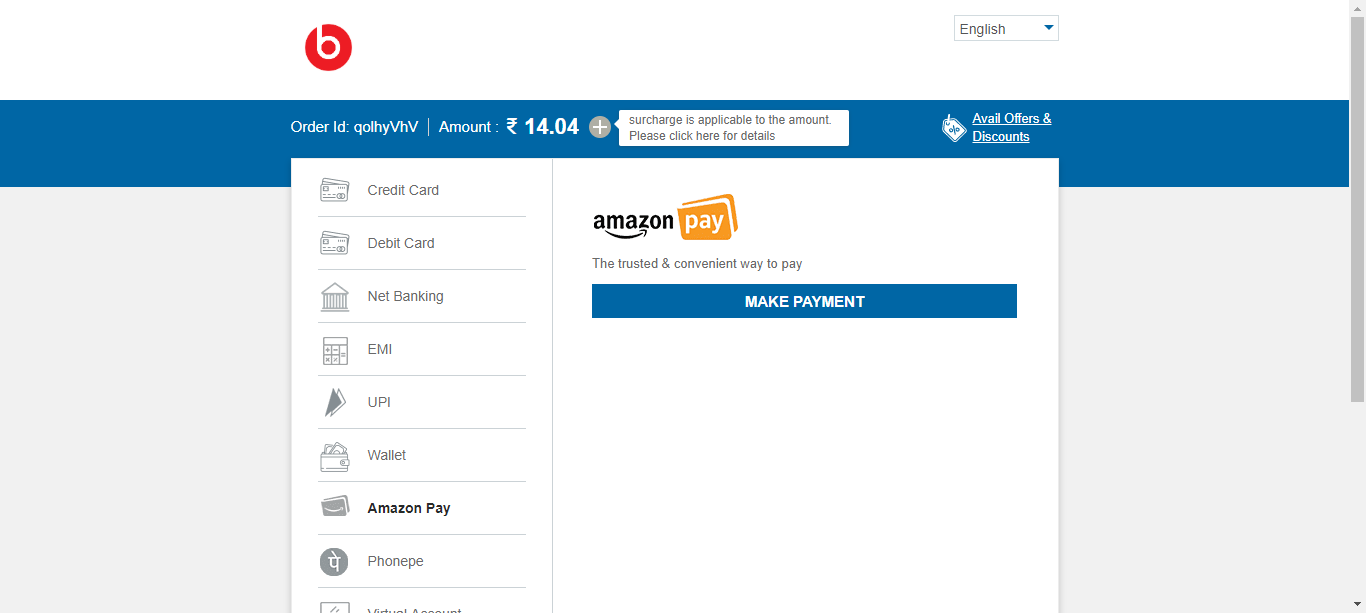 b
English
Order Id: qolhyVhV
Amount : ₹ 14.04
surcharge is applicable to the amount.
Please click here for details
Avail Offers &
Discounts
Credit Card
Debit Card
Net Banking
EMI
UPI
Wallet
Amazon Pay
Phonepe
Virtual Account
amazon pay
The trusted & convenient way to pay
MAKE PAYMENT